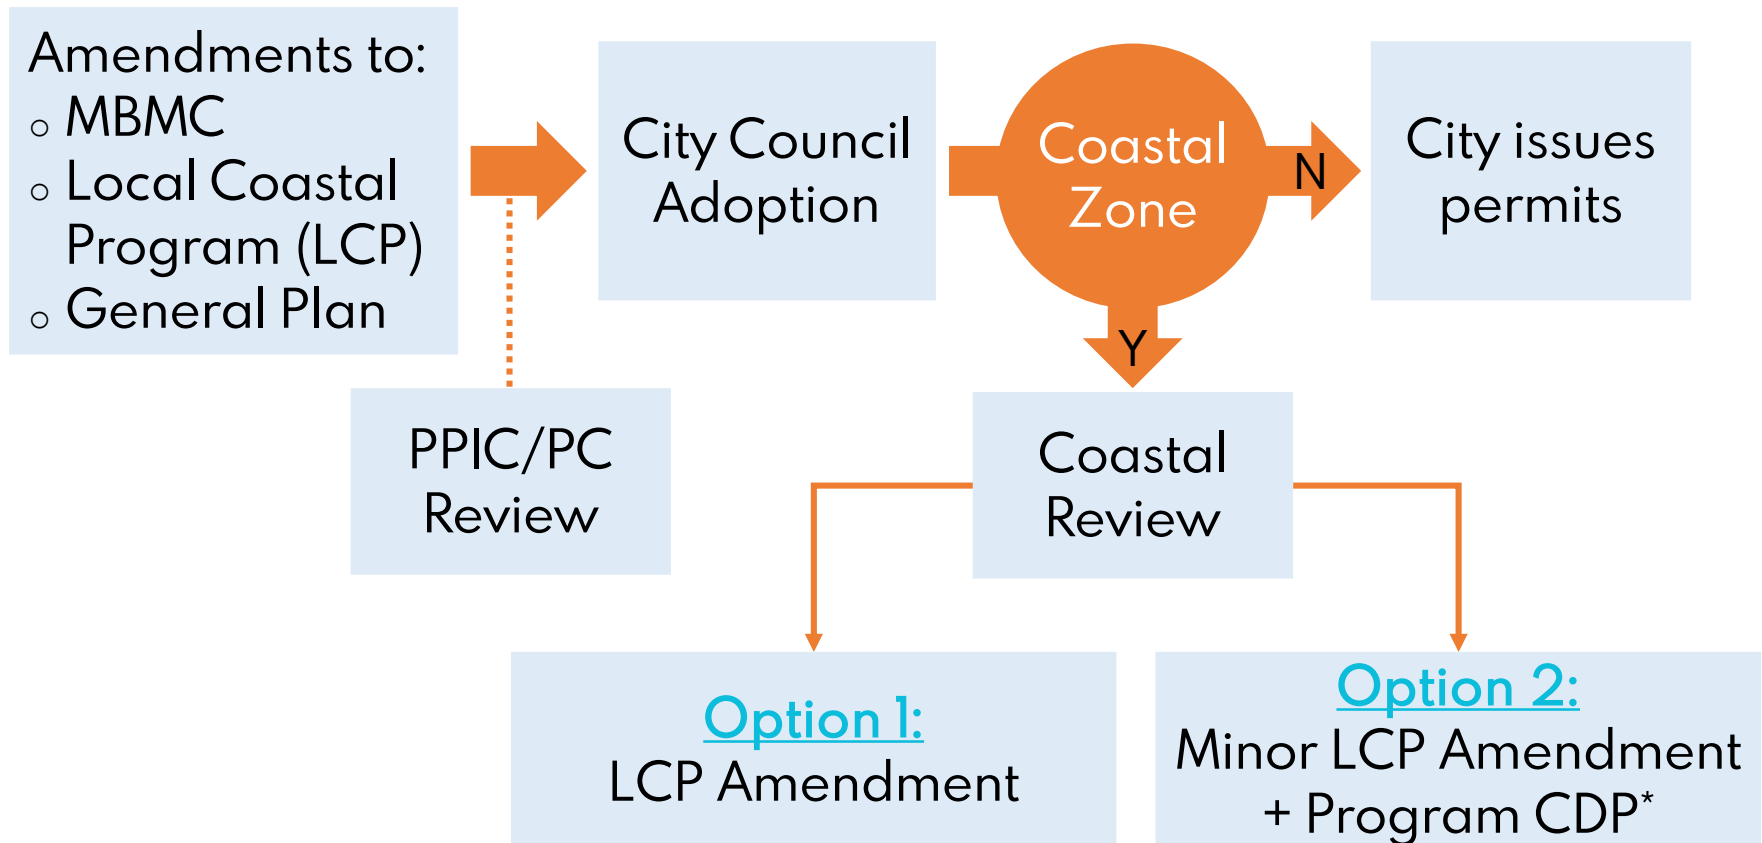 Amendments to:
○ MBMC
○ Local Coastal
Program (LCP)
○ General Plan
City Council
Adoption
Coastal
Zone
N
City issues
permits
Y
PPIC/PC
Review
Coastal
Review
Option 1:
LCP Amendment
Option 2:
Minor LCP Amendment
+ Program CDP*